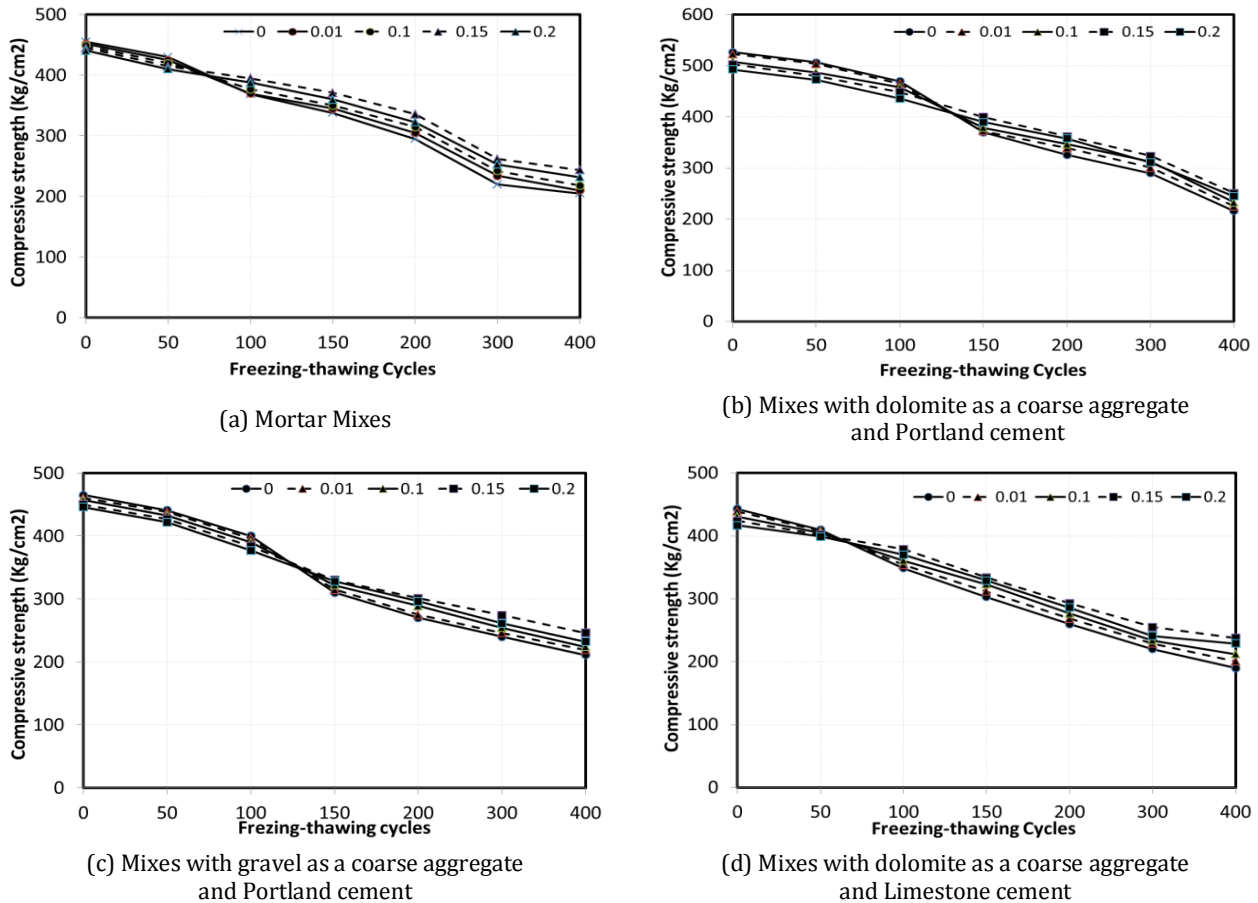 Compressive strength (Kg/cm2)
500
400
300
200
100
0
0 0.01 0.1 0.15 0.2
0 50 100 150 200 300 400
Freezing-thawing Cycles
(a) Mortar Mixes
Compressive strength (Kg/cm2)
600
500
400
300
200
100
0
0 0.01 0.1 0.15 0.2
0 50 100 150 200 300 400
Freezing-thawing Cycles
(b) Mixes with dolomite as a coarse aggregate
and Portland cement
Compressive strength (Kg/cm2)
500
400
300
200
100
0
0 0.01 0.1 0.15 0.2
0 50 100 150 200 300 400
Frezing-thawing Cycles
(c) Mixes with gravel as a coarse aggregate
and Portland cement
Compressive strength (Kg/cm2)
500
400
300
200
100
0
0 0.01 0.1 0.15 0.2
0 50 100 150 200 300 400
Freezing-thawing Cycles
(d) Mixes with dolomite as a coarse aggregate
and Limestone cement